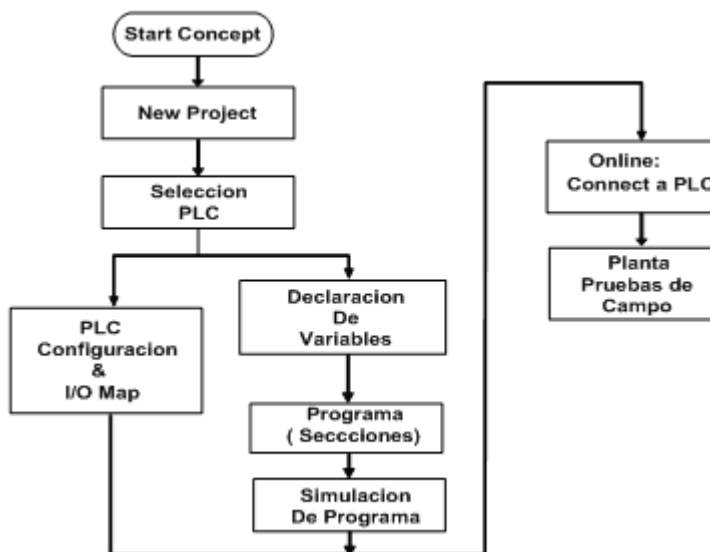 Start Concept
New Project
Seleccion
PLC
PLC
Configuracion
&
I/O Map
Declaracion
De
Variables
Programa
( Seccciones)
Simulacion
De Programa
Online:
Connect a PLC
Planta
Pruebas de
Campo